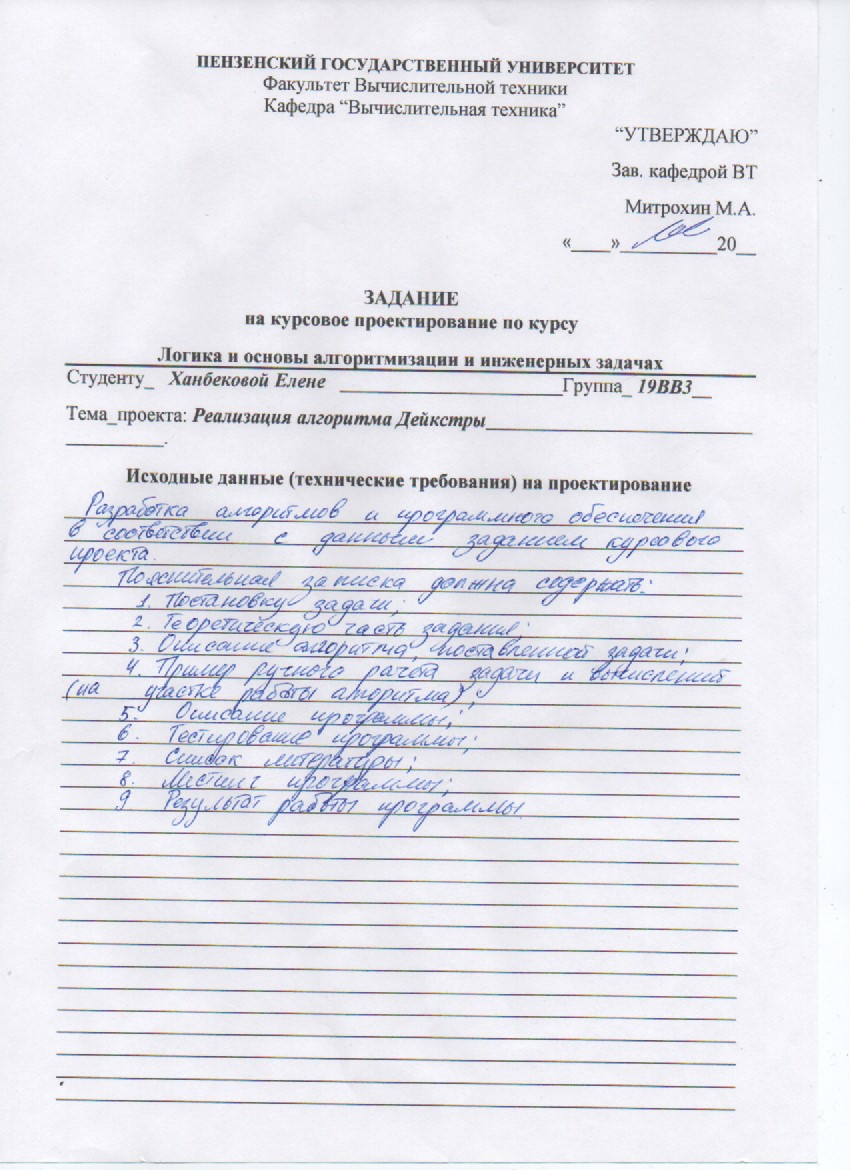 ПЕНЗЕНСКИЙ ГОСУДАРСТВЕННЫЙ УНИВЕРСИТЕТ
Факультет Вычислительной техники
Кафедра “Вычислительная техника”
“УТВЕРЖДАЮ”
Зав. кафедрой ВТ
Митрохин М.А.
«____»__________20__
ЗАДАНИЕ
на курсовое проектирование по курсу
Логика и основы алгоритмизации и инженерных задачах
Студенту_ Ханбековой Елене _______________________Группа_ 19ВВ3__
Тема_проекта: Реализация алгоритма Дейкстры___________________________
__________.
Исходные данные (технические требования) на проектирование
Разработка алгоритмов и программного обеспечения
в соответствии с данным заданием курсового
проекта.
Пояснительная записка должна содержать:
1. Постановку задачи;
2. Теоретическую часть задания;
3. Описание алгоритма поставленной задачи;
4. Пример ручного расчёта задачи и вычислений
(на участке работы алгоритма);
5. Описание программы;
6. Тестирование программы;
7. Список литературы;
8. Листинг программы;
9 Результат работы программы.